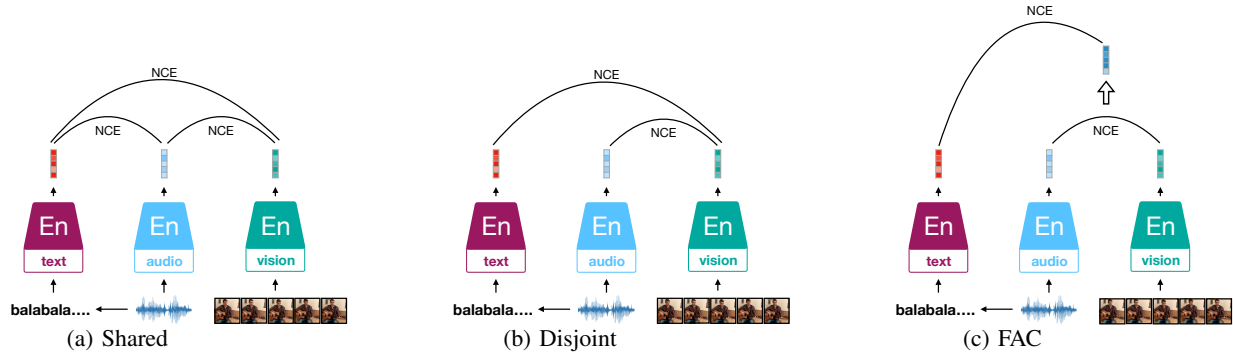 NCE
NCE
NCE
En
En
En
text
audio
vision
balabala....
(a) Shared
NCE
NCE
En
En
En
text
audio
vision
balabala....
(b) Disjoint
NCE
NCE
En
En
En
text
audio
vision
balabala....
(c) FAC